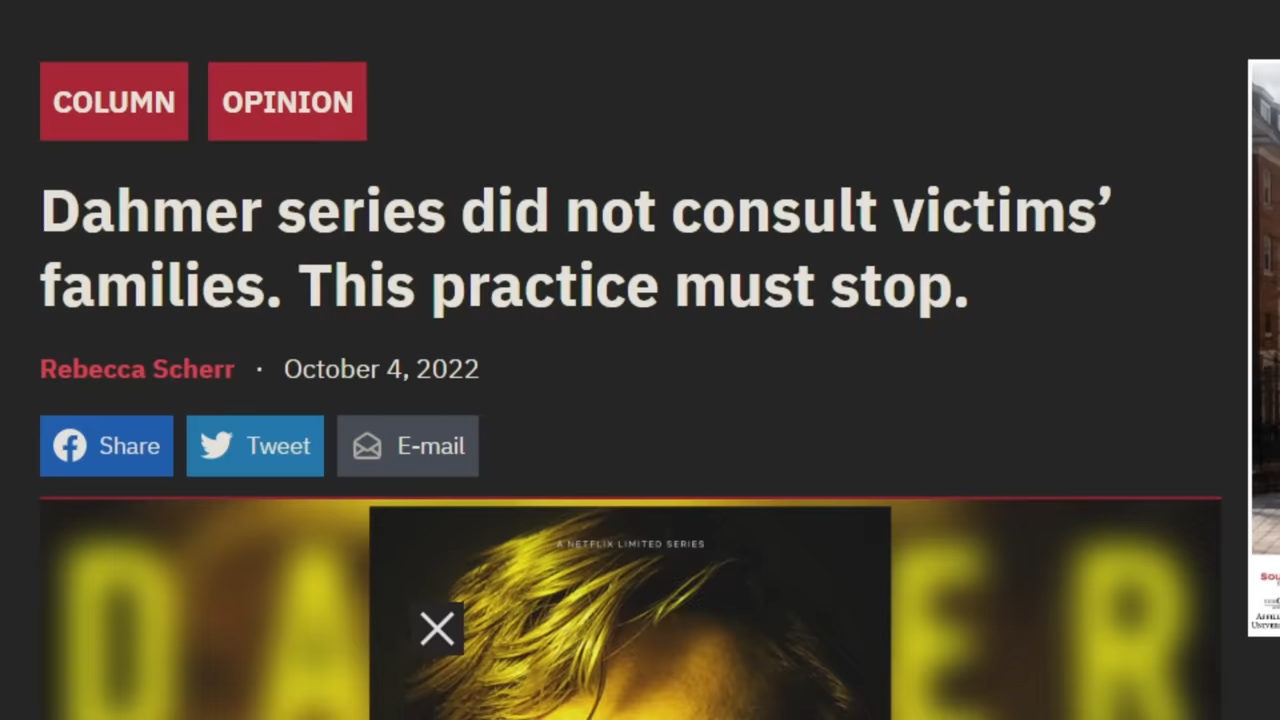 COLUMN OPINION
Dahmer series did not consult victims’
families. This practice must stop.
Rebecca Scherr · October 4, 2022
Share Tweet E-mail
A NETFLIX LIMITED SERIES
D A E R